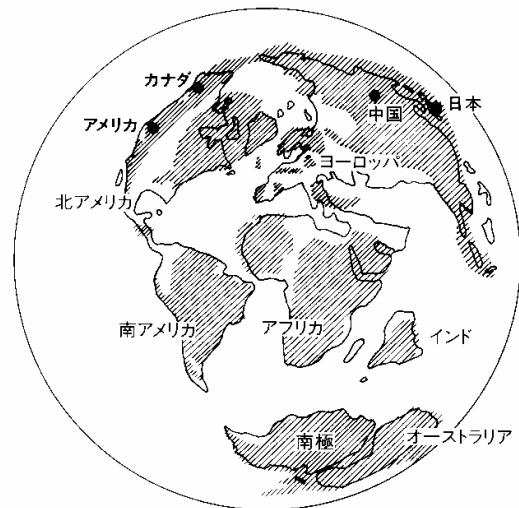 カナダ
アメリカ
中国
日本
ヨーロッパ
北アメリカ
南アメリカ
アフリカ
インド
南極
オーストラリア